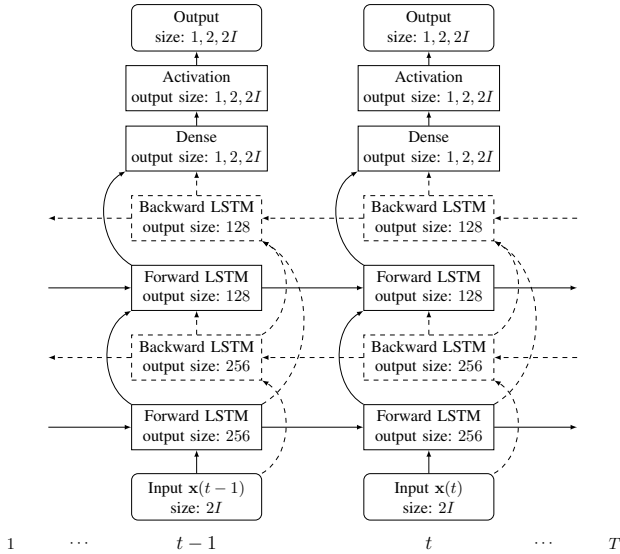 Output Output
size: 1, 2, 2I size: 1, 2, 2I
Activation Activation
output size: 1, 2, 2I output size: 1, 2, 2I
Dense Dense
output size: 1, 2, 2I output size: 1, 2, 2I
Backward LSTM Backward LSTM
output size: 128 output size: 128
Forward LSTM Forward LSTM
output size: 128 output size: 128
Backward LSTM Backward LSTM
output size: 256 output size: 256
Forward LSTM Forward LSTM
output size: 256 output size: 256
Input x(t − 1) Input x(t)
size: 2I size: 2I
1 ··· t − 1 t ··· T